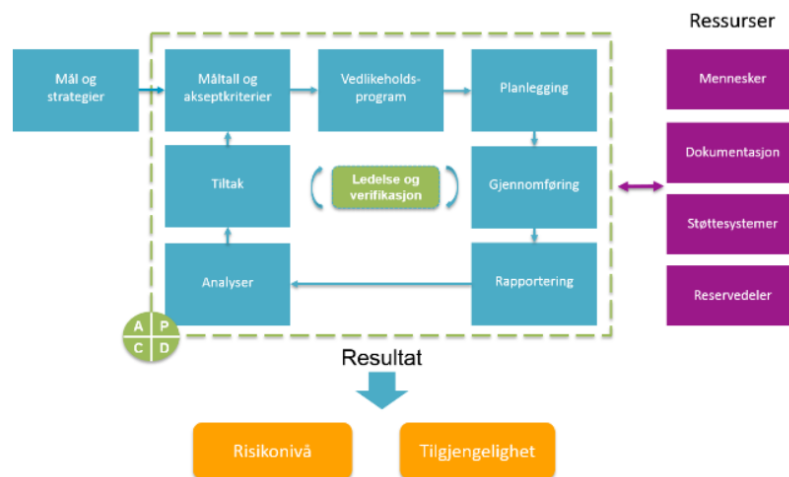 Ressurser
Mål og
strategier
Måltall og
akseptkriterier
Vedlikeholds-
program
Planlegging
Mennesker
Tiltak
Ledelse og
verifikasjon
Gjennomføring
Dokumentasjon
Støttesystemer
Analyser
Rapportering
Reservedeler
A P
C D
Resultat
Risikonivå
Tilgjengelighet